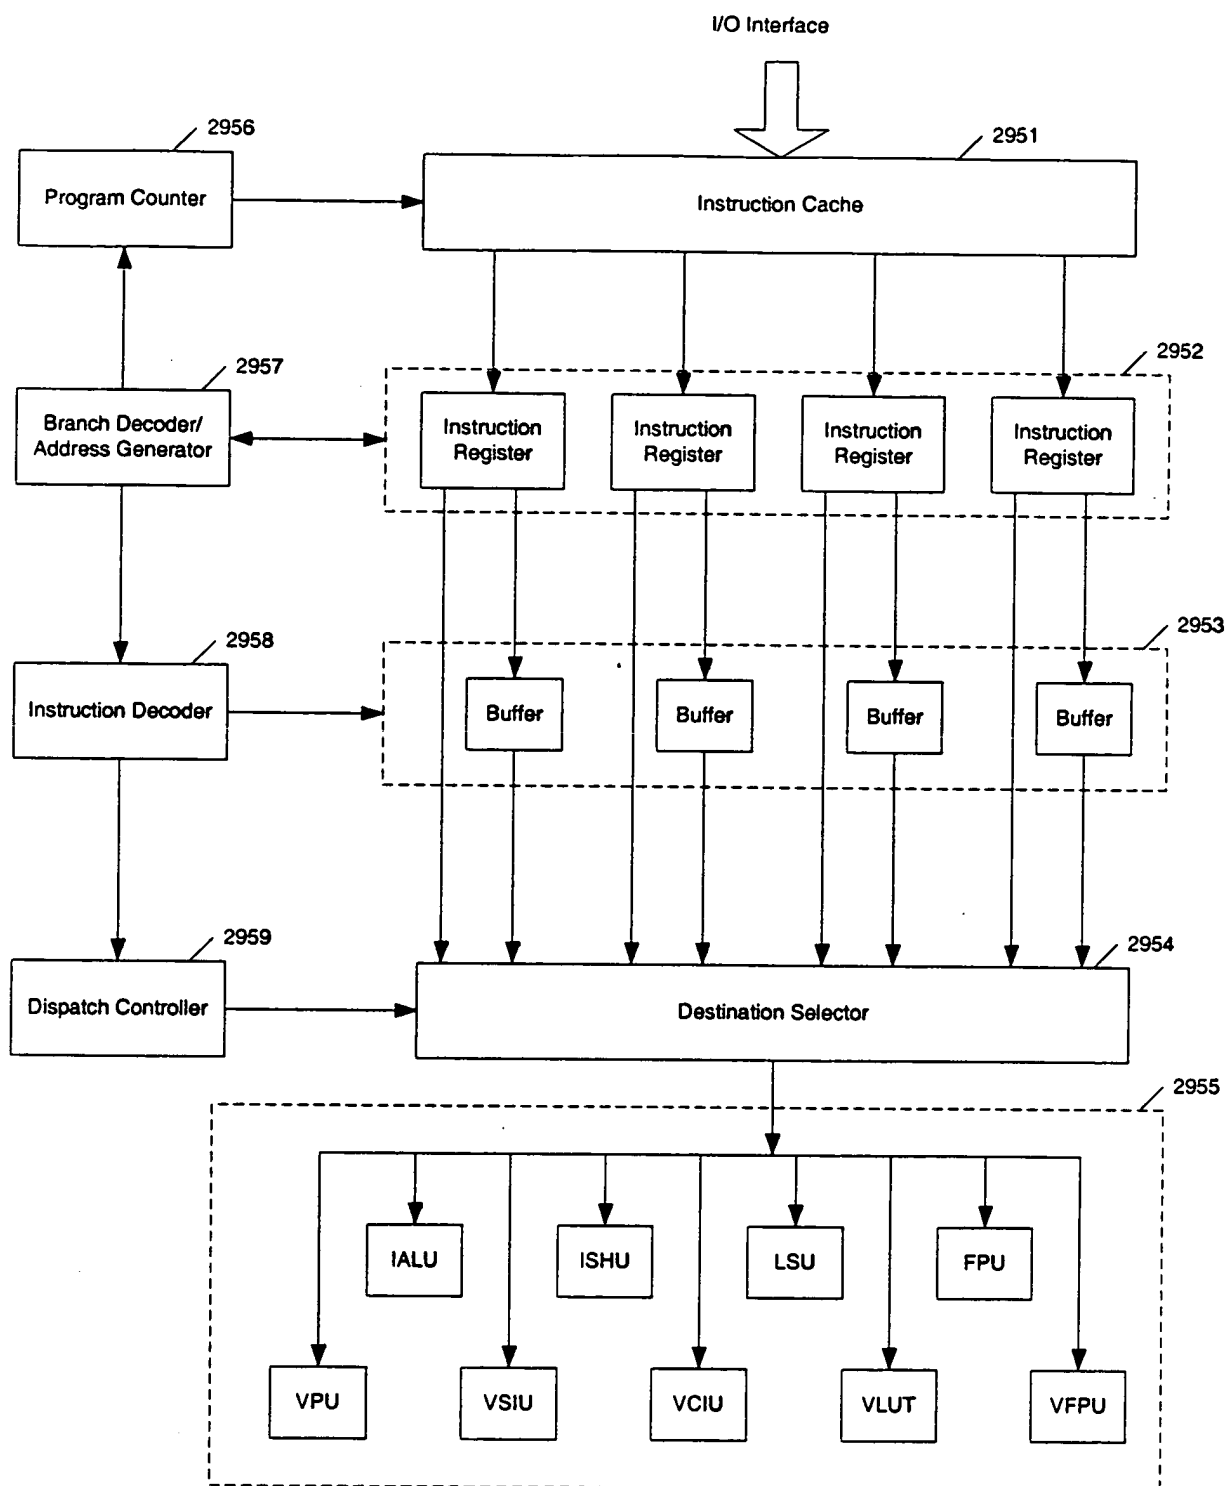 I/O Interface
2956
2951
Program Counter
Instruction Cache
2957
2952
Branch Decoder/
Address Generator
Instruction
Register
Instruction
Register
Instruction
Register
Instruction
Register
2958
2953
Instruction Decoder
Buffer
Buffer
Buffer
Buffer
2959
2954
Dispatch Controller
Destination Selector
2955
IALU
ISHU
LSU
FPU
VPU
VSIU
VCIU
VLUT
VFPU